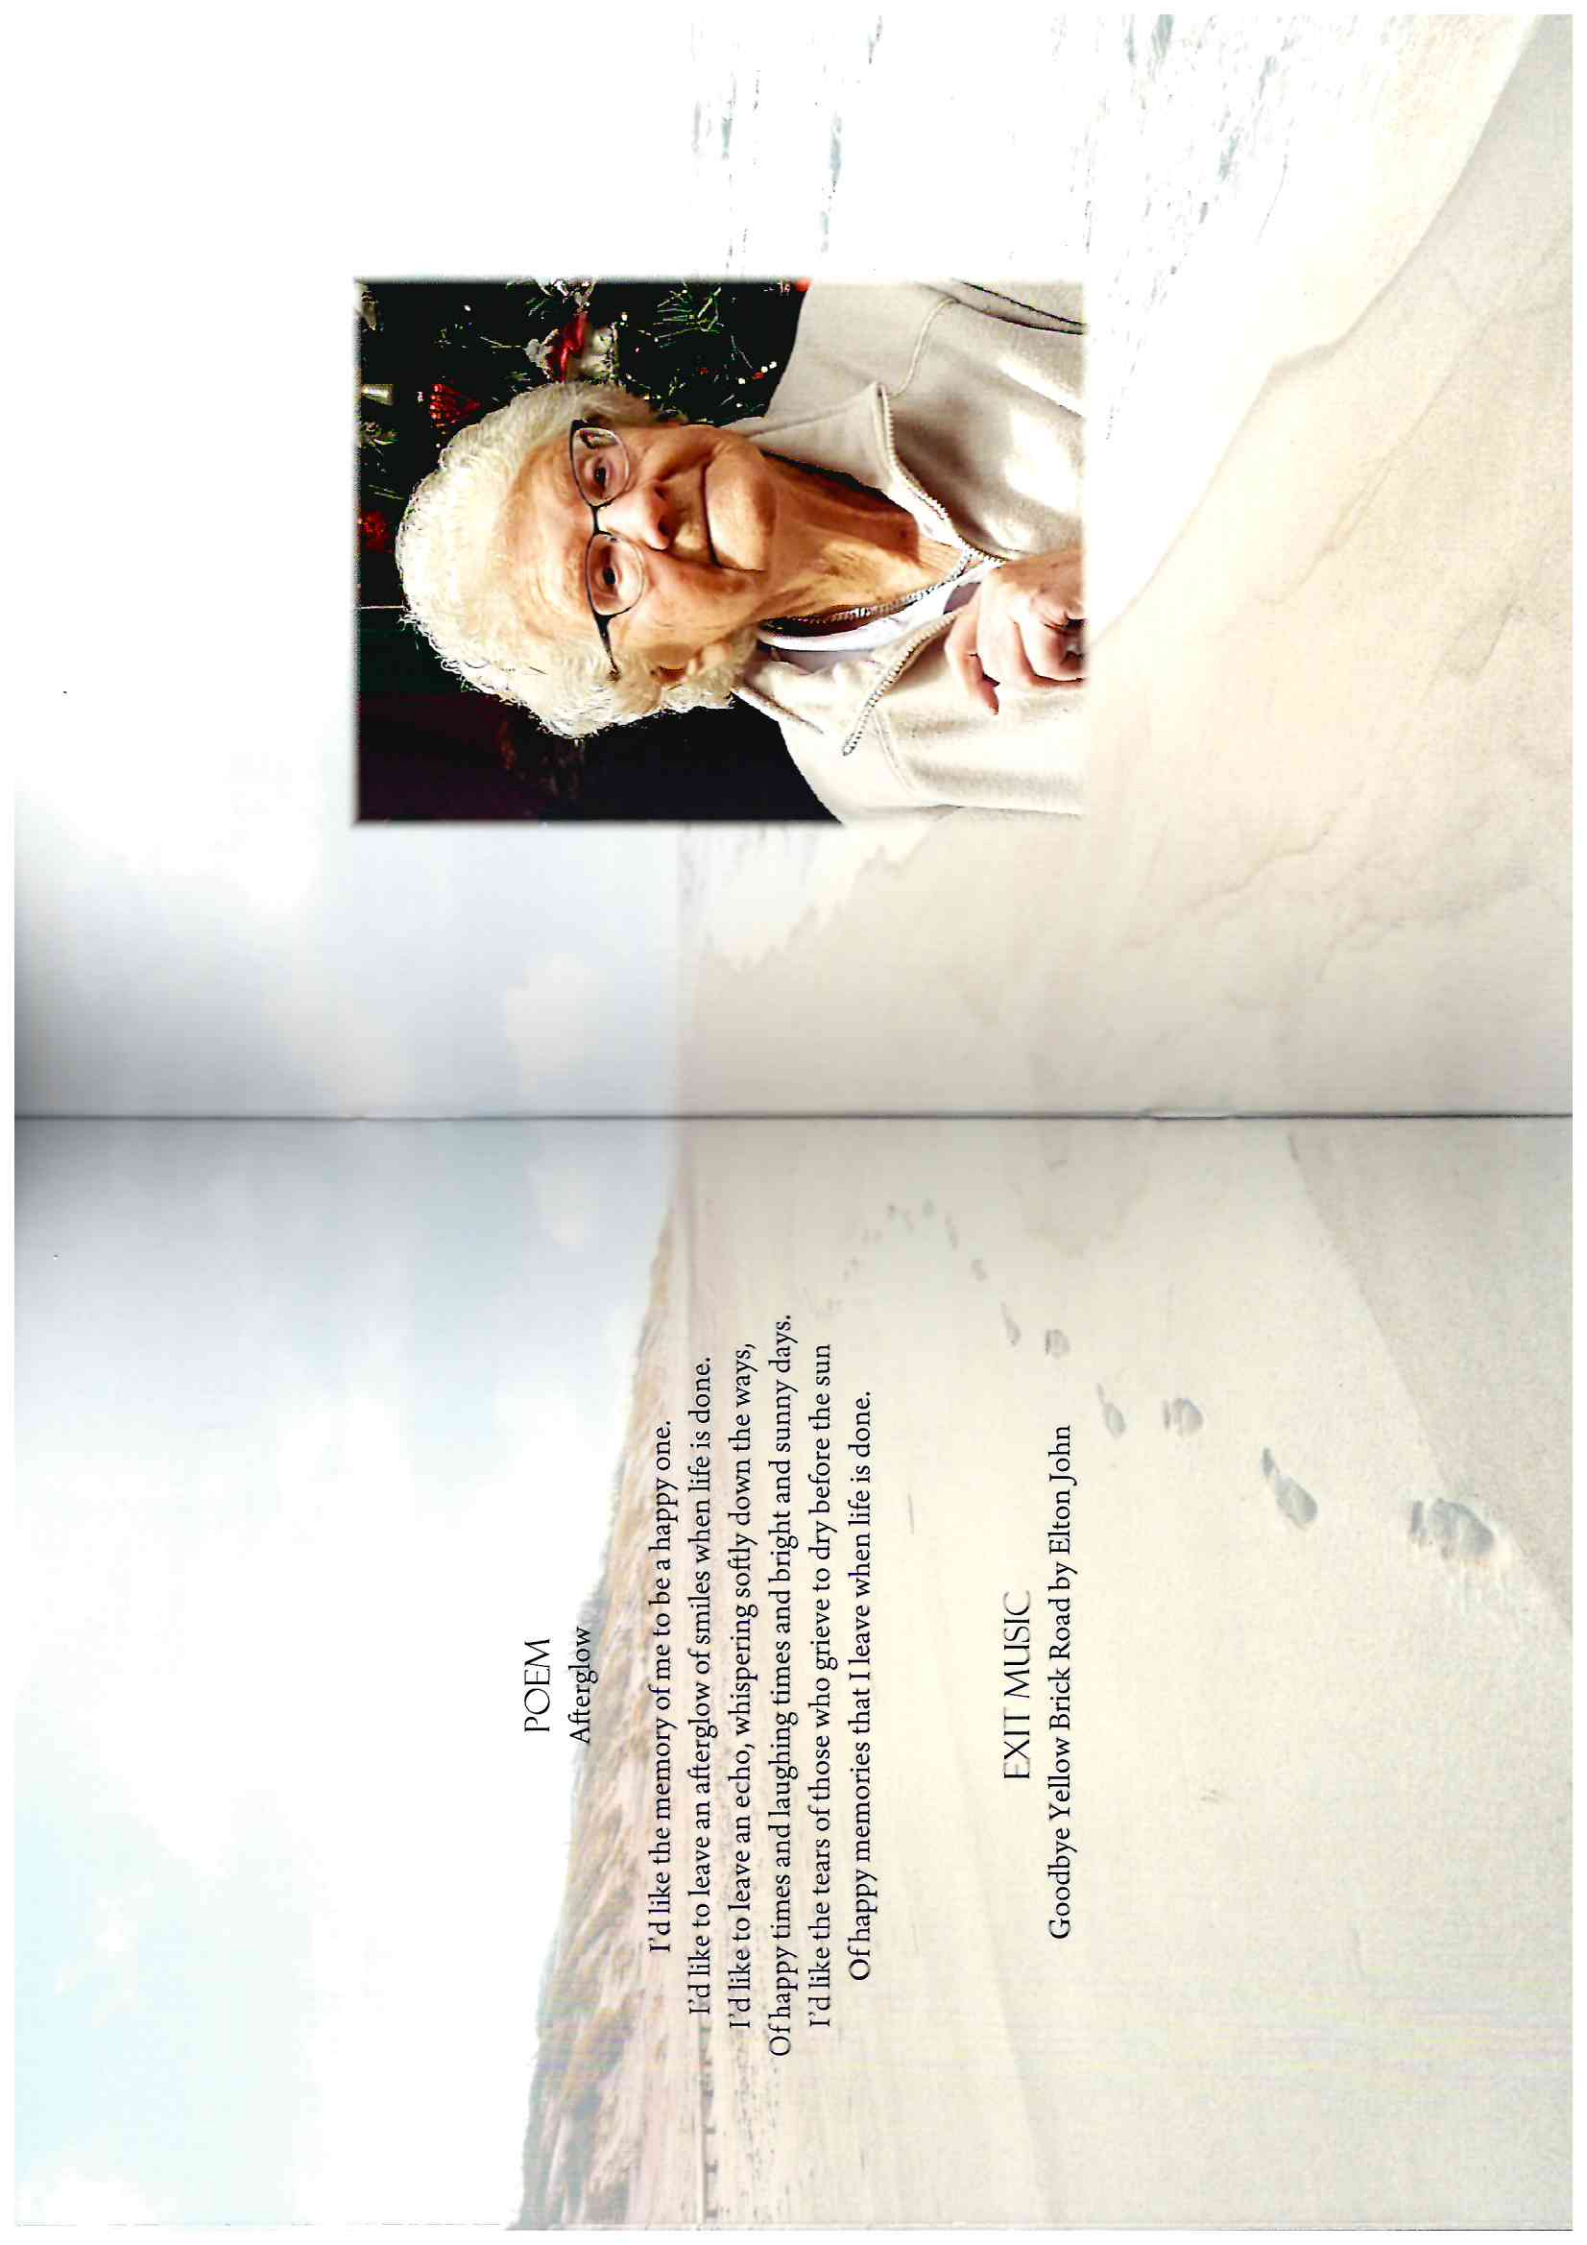 POEM
Afterglow
I'd like the memory of me to be a happy one.
I'd like to leave an afterglow of smiles when life is done.
I'd like to leave an echo, whispering softly down the ways,
Of happy times and laughing times and bright and sunny days.
I'd like the tears of those who grieve to dry before the sun
Of happy memories that I leave when life is done.
EXIT MUSIC
Goodbye Yellow Brick Road by Elton John